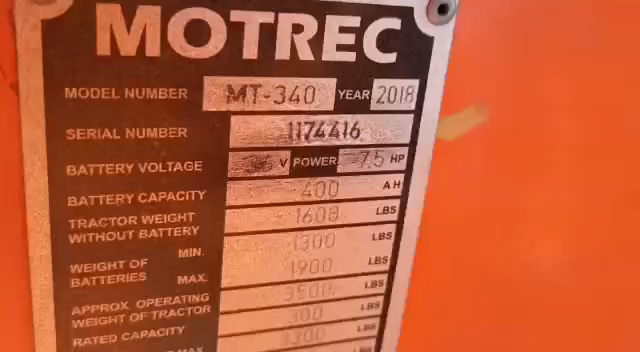 MOTREC
MODEL NUMBER MT-340 YEAR 2018
SERIAL NUMBER 1174416
BATTERY VOLTAGE V POWER 7.5 HP
BATTERY CAPACITY 400 AH
TRACTOR WEIGHT
WITHOUT BATTERY 1600 LBS
WEIGHT OF
BATTERIES
MIN. 1300 LBS
MAX. 1900 LBS
APPROX. OPERATING
WEIGHT OF TRACTOR 3500 LBS
RATED CAPACITY 300 LBS
MAX